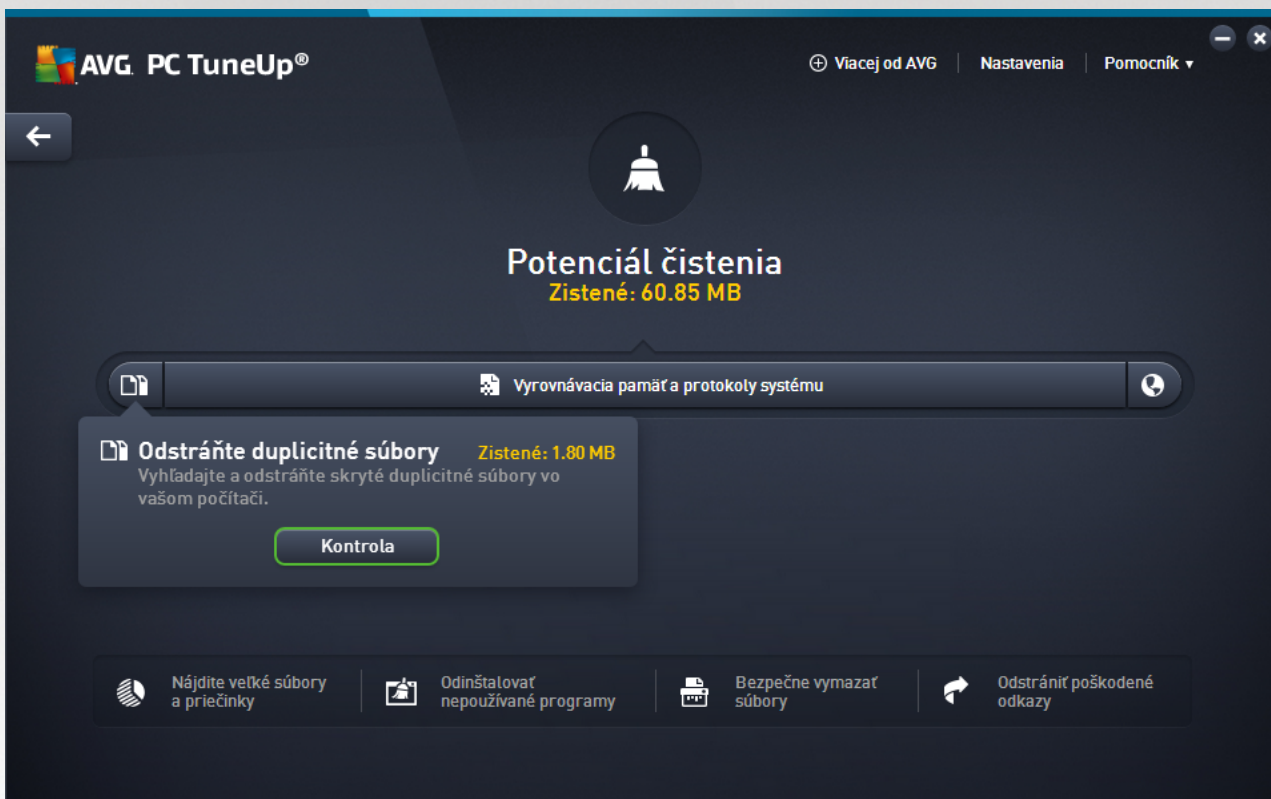 AVG PC TuneUp®
Viacej od AVG
Nastavenia
Pomocník
Potenciál čistenia
Zistené: 60.85 MB
Vyrovnávacia pamäť a protokoly systému
Odstráňte duplicitné súbory
Zistené: 1.80 MB
Vyhľadajte a odstráňte skryté duplicitné súbory vo
vašom počítači.
Kontrola
Nájdite veľké súbory
a priečinky
Odinštalovať
nepoužívané programy
Bezpečne vymazať
súbory
Odstrániť poškodené
odkazy